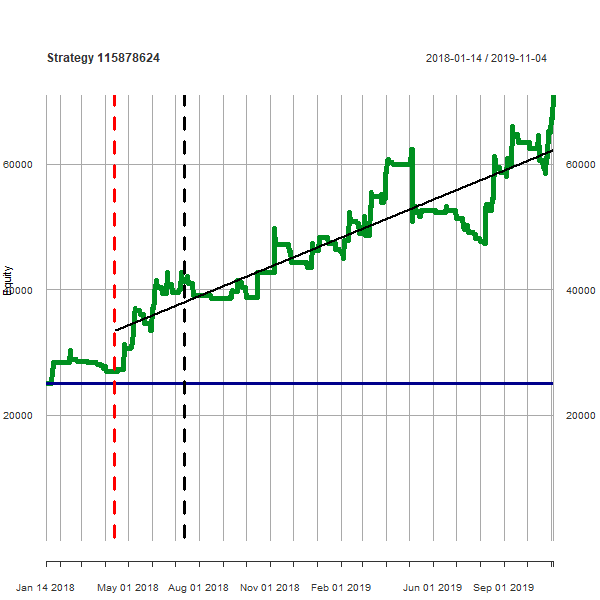 Strategy 115878624
2018-01-14 / 2019-11-04
60000
60000
Equity
40000
40000
20000
20000
Jan 14 2018
May 01 2018
Aug 01 2018
Nov 01 2018
Feb 01 2019
Jun 01 2019
Sep 01 2019